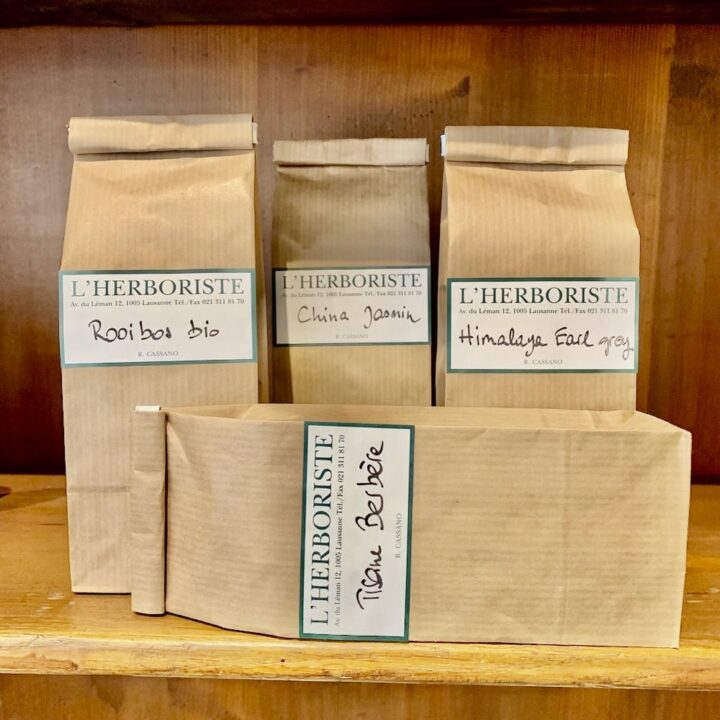 L'HERBORISTE
Av. du Léman 12, 1005 Lausanne Tél./Fax 021 311 81 70
Rooibos bio
R. CASSANO
L'HERBORISTE
Av. du Léman 12, 1005 Lausanne Tél./Fax 021 311 81 70
China Jasmin
R. CASSANO
L'HERBORISTE
Av. du Léman 12, 1005 Lausanne Tél./Fax 021 311 81 70
Himalaya Earl grey
R. CASSANO
L'HERBORISTE
Av. du Léman 12, 1005 Lausanne Tél./Fax 021 311 81 70
Tisane Berbère
R. CASSANO